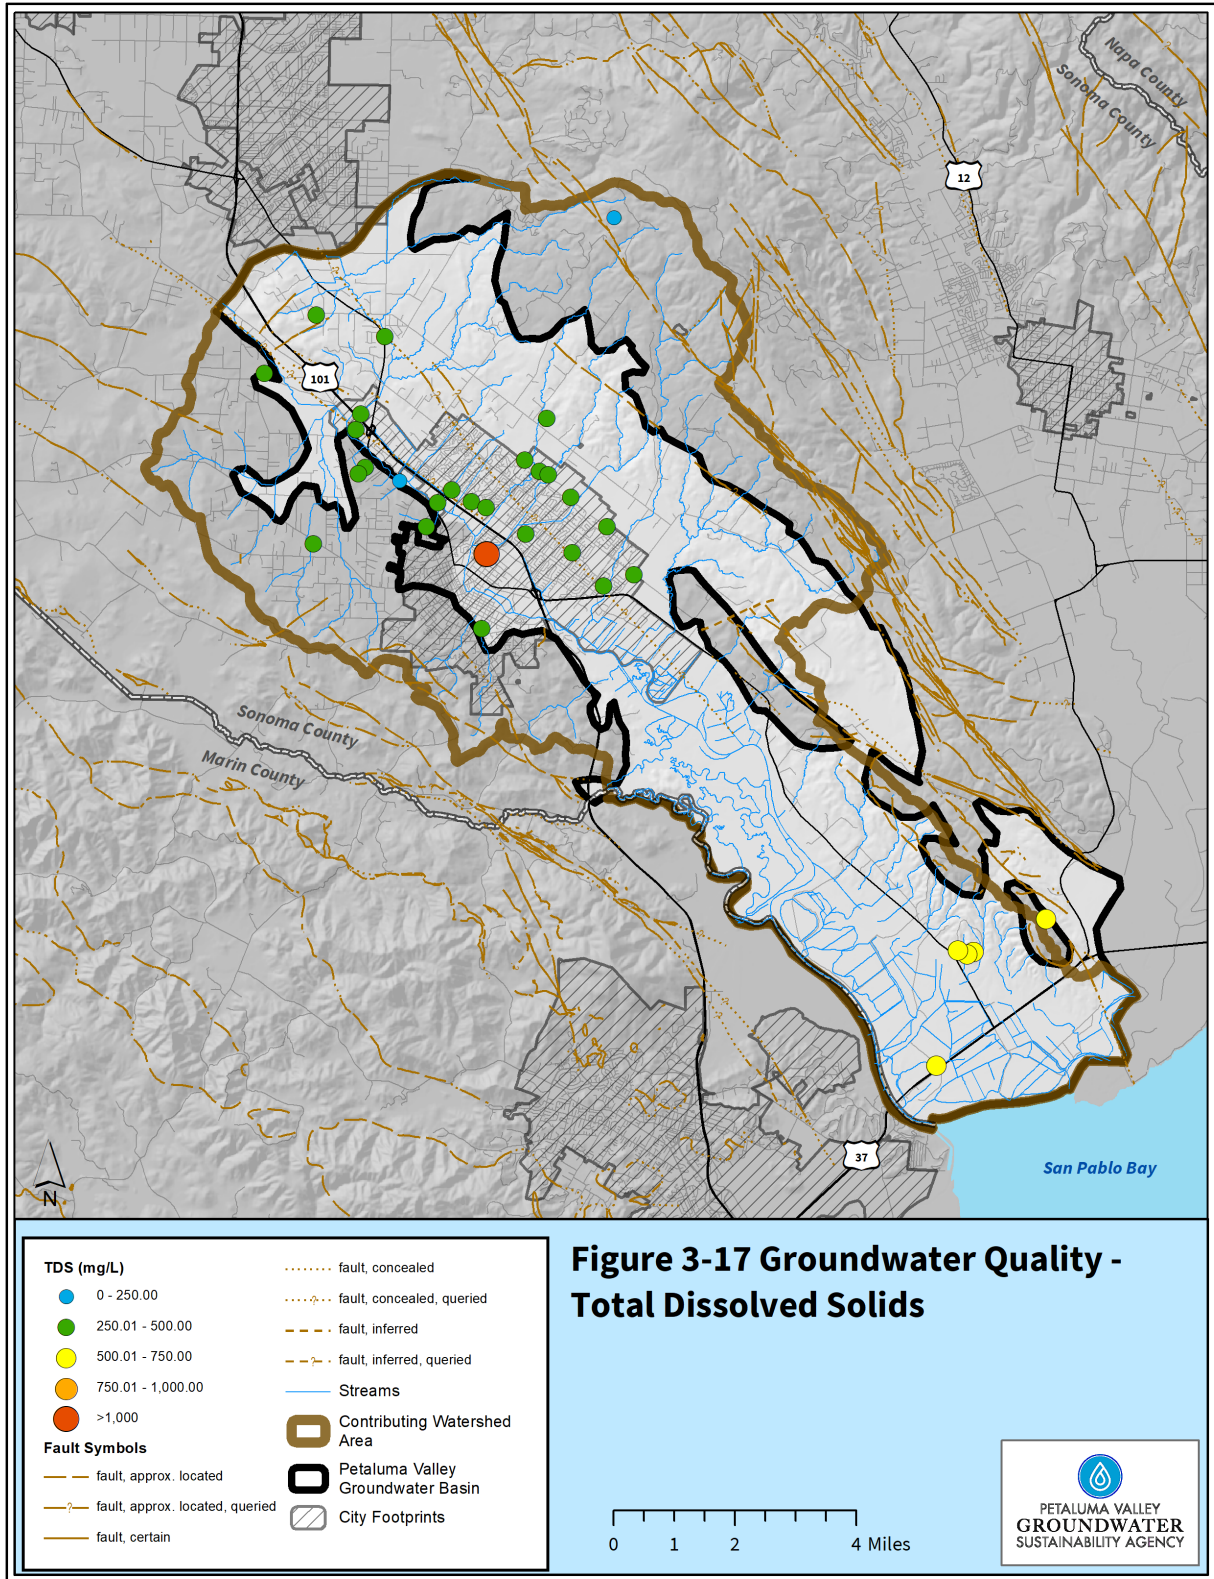 Napa County
Sonoma County
12
101
Sonoma County
Marin County
37
San Pablo Bay
N
TDS (mg/L)
0 - 250.00
250.01 - 500.00
500.01 - 750.00
750.01 - 1,000.00
>1,000
Fault Symbols
fault, approx. located
?
fault, approx. located, queried
fault, certain
fault, concealed
?
fault, concealed, queried
fault, inferred
?
fault, inferred, queried
Streams
Contributing Watershed
Area
Petaluma Valley
Groundwater Basin
City Footprints
Figure 3-17 Groundwater Quality -
Total Dissolved Solids
0 1 2 4 Miles
PETALUMA VALLEY
GROUNDWATER
SUSTAINABILITY AGENCY